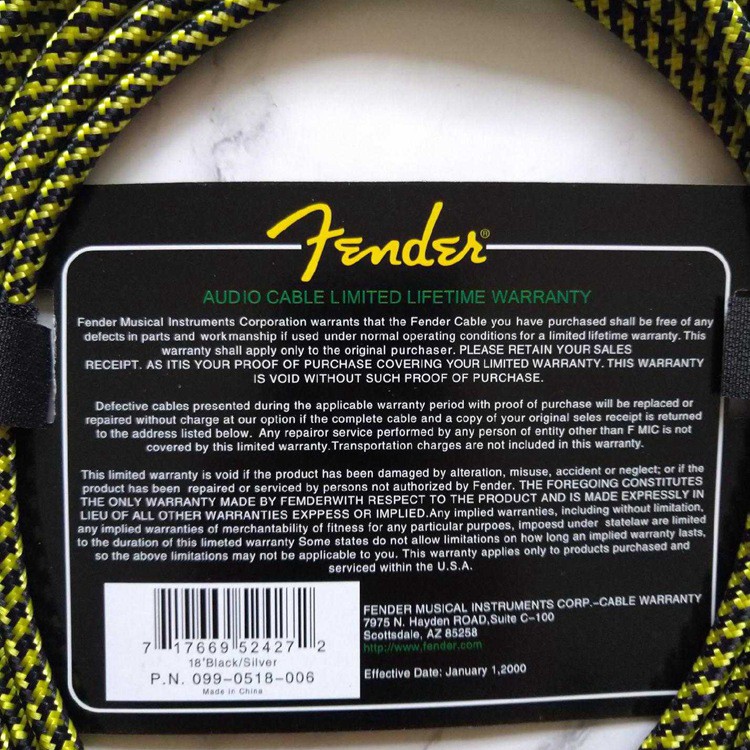 Fender®
AUDIO CABLE LIMITED LIFETIME WARRANTY
Fender Musical Instruments Corporation warrants that the Fender Cable you have purchased shall be free of any
defects in parts and workmanship if used under normal operating conditions for a limited lifetime warranty. This
warranty shall apply only to the original purchaser. PLEASE RETAIN YOUR SALES
RECEIPT. AS ITIS YOUR PROOF OF PURCHASE COVERING YOUR LIMITED WARRANTY. THIS WARRANTY
IS VOID WITHOUT SUCH PROOF OF PURCHASE.
Defective cables presented during the applicable warranty period with proof of purchase will be replaced or
repaired without charge at our option if the complete cable and a copy of your original seles receipt is returned
to the address listed below. Any repairor service performed by any person of entity other than F MIC is not
covered by this limited warranty.Transportation charges are not included in this warranty.
This limited warranty is void if the product has been damaged by alteration, misuse, accident or neglect; or if the
product has been repaired or serviced by persons not authorized by Fender. THE FOREGOING CONSTITUTES
THE ONLY WARRANTY MADE BY FEMDERWITH RESPECT TO THE PRODUCT AND IS MADE EXPRESSLY IN
LIEU OF ALL OTHER WARRANTIES EXPPESS OR IMPLIED.Any implied warranties, including without limitation,
any implied warranties of merchantability of fitness for any particular purpoes, impoesd under statelaw are limited
to the duration of this limeted warranty Some states do not allow limitations on how long an implied warranty lasts,
so the above limitations may not be applicable to you. This warranty applies only to products purchased and
serviced within the U.S.A.
7 17669 52427 2
18"Black/Silver
P.N. 099-0518-006
Made in China
FENDER MUSICAL INSTRUMENTS CORP.-CABLE WARRANTY
7975 N. Hayden ROAD,Suite C-100
Scottsdale, AZ 85258
http://www.fender.com
Effective Date: January 1,2000